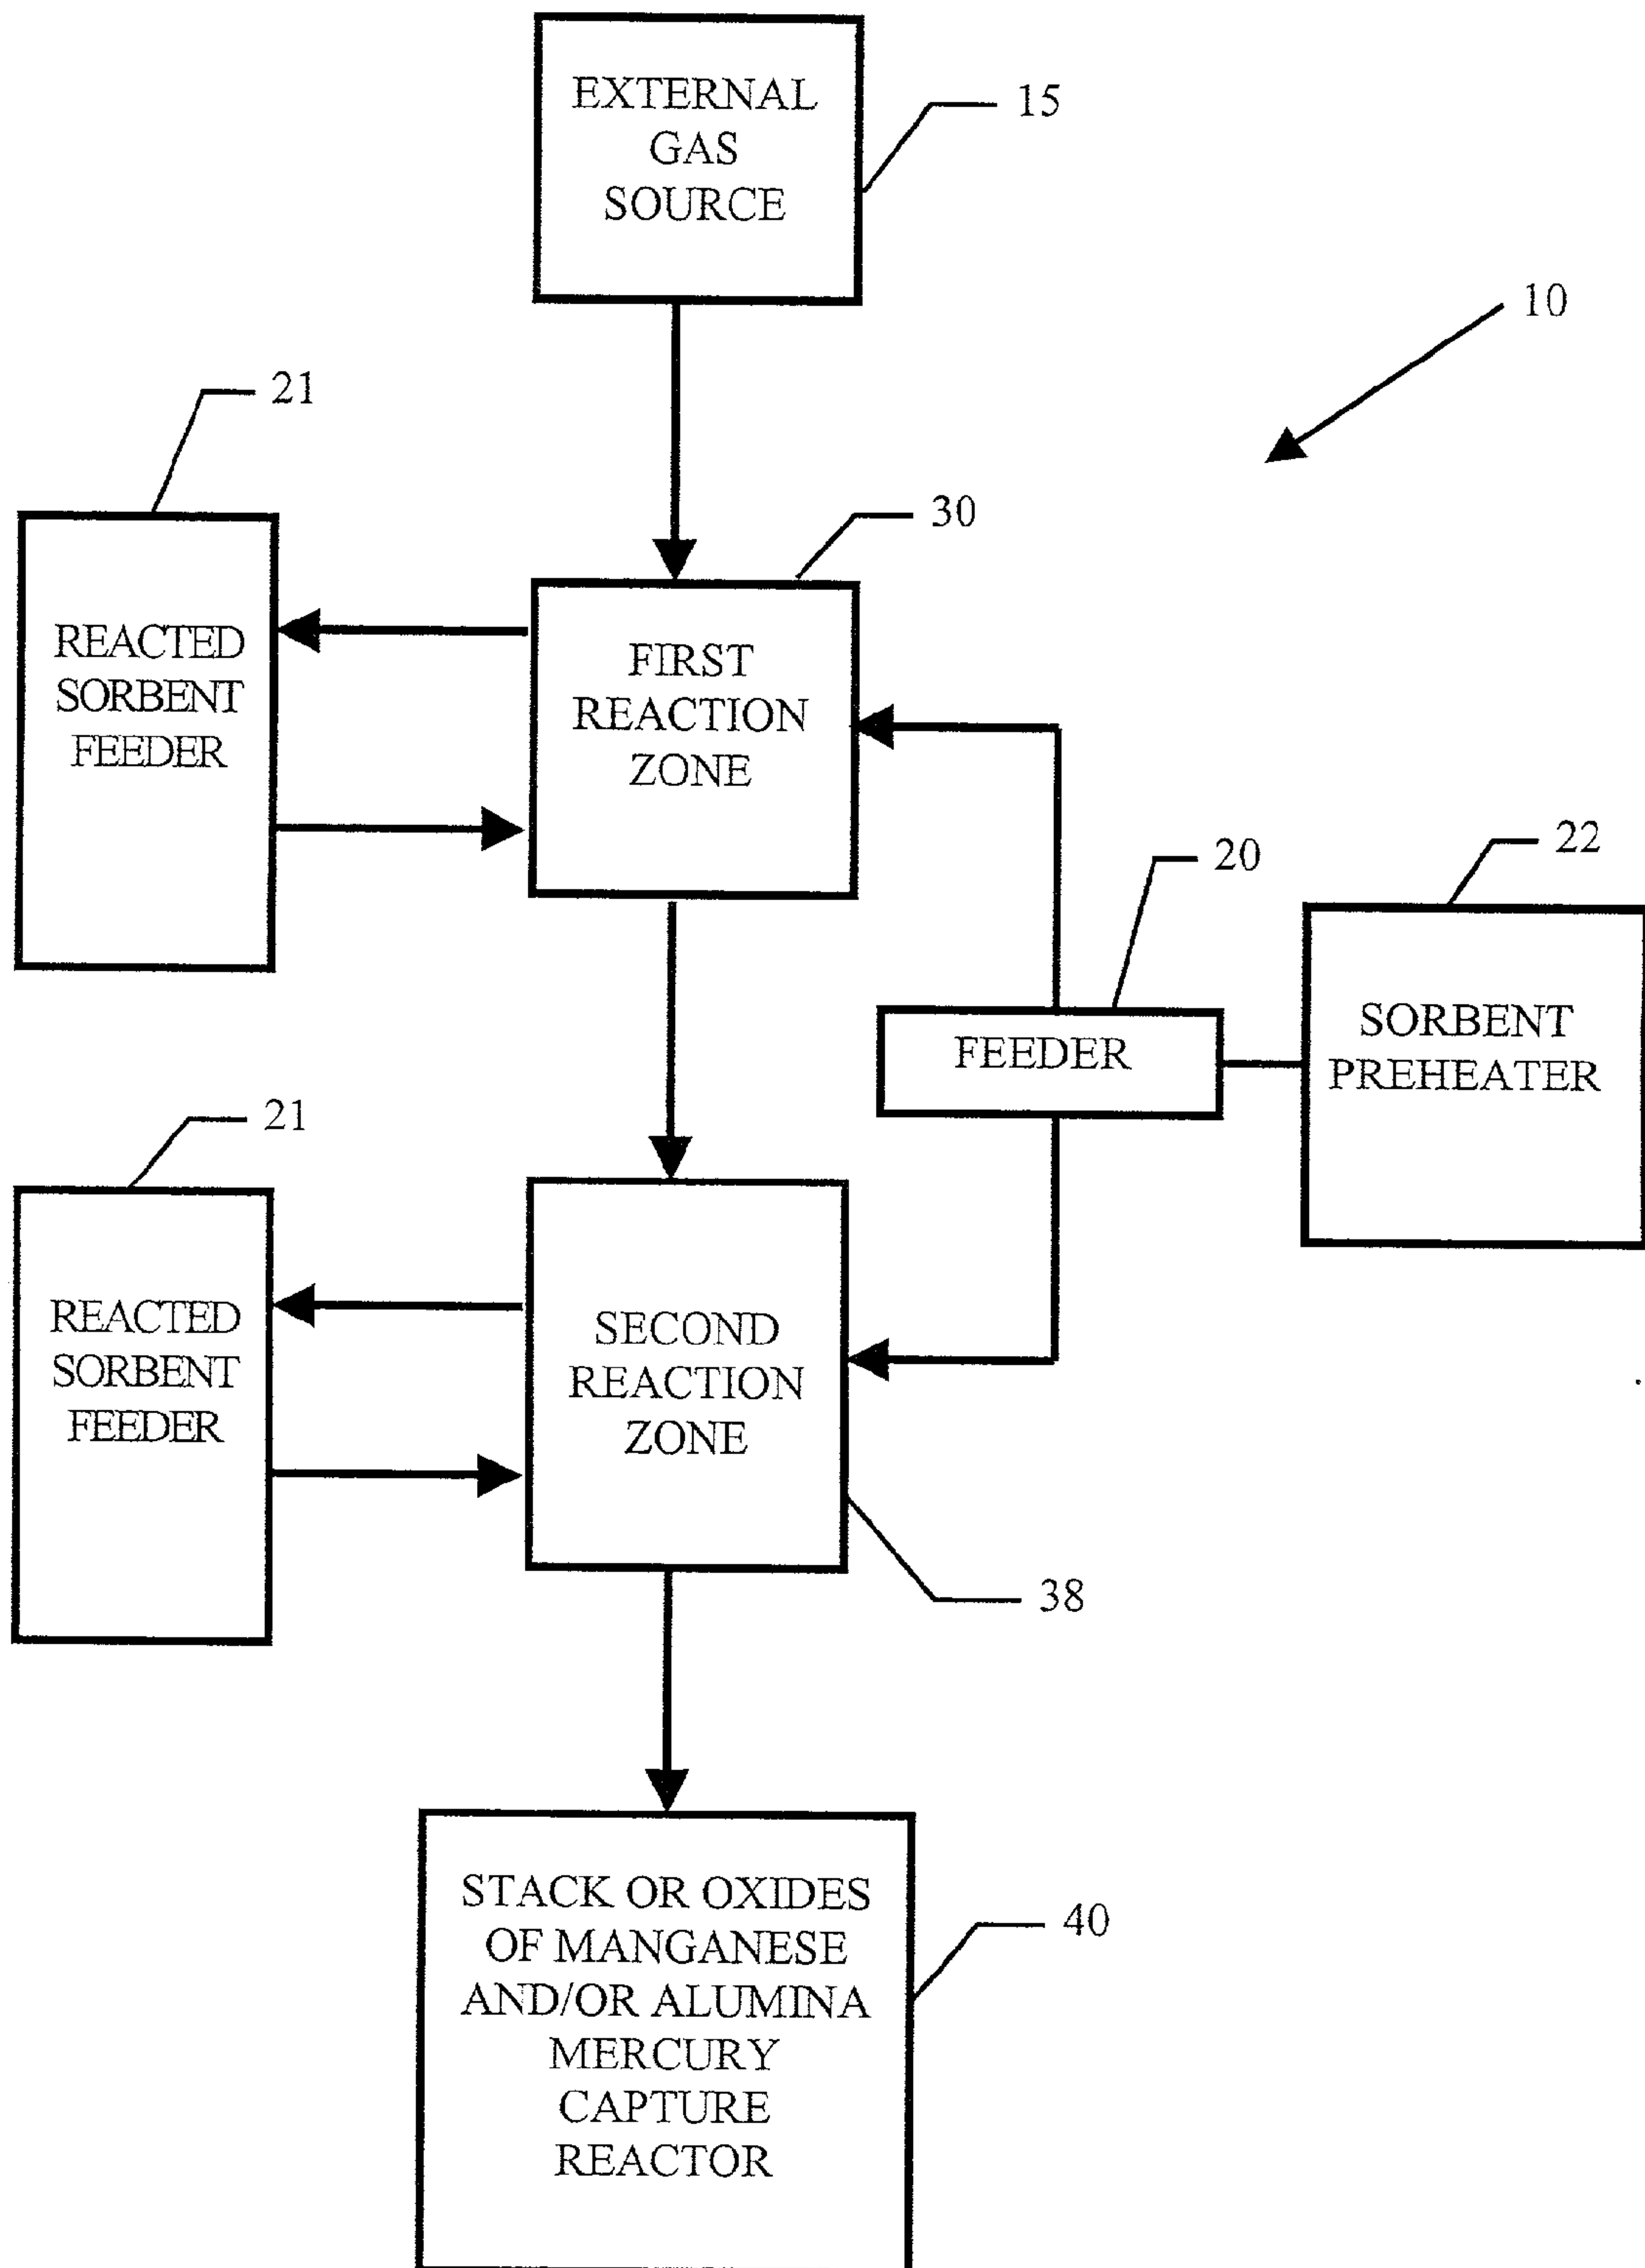 EXTERNAL
GAS
SOURCE
15
10
21
30
REACTED
SORBENT
FEEDER
FIRST
REACTION
ZONE
20
22
FEEDER
SORBENT
PREHEATER
21
REACTED
SORBENT
FEEDER
SECOND
REACTION
ZONE
38
STACK OR OXIDES
OF MANGANESE
AND/OR ALUMINA
MERCURY
CAPTURE
REACTOR
40